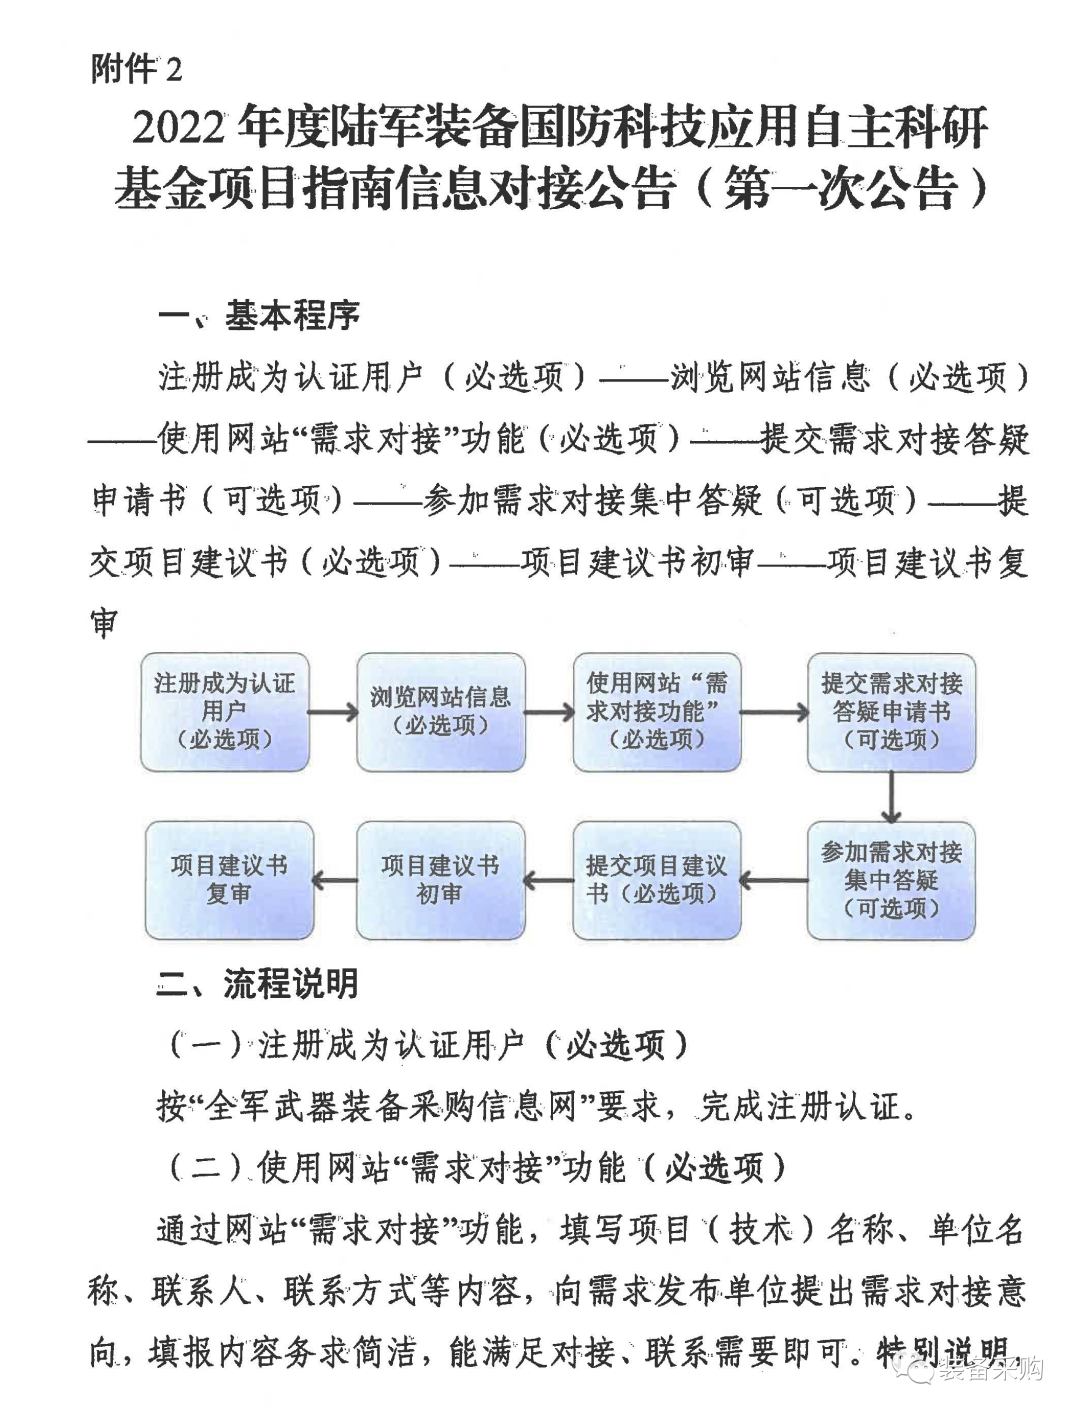 附件 2
2022 年度陆军装备国防科技应用自主科研
基金项目指南信息对接公告（第一次公告）
一、基本程序
注册成为认证用户（必选项）——浏览网站信息（必选项）
——使用网站“需求对接”功能（必选项）——提交需求对接答疑
申请书（可选项）——参加需求对接集中答疑（可选项）——提
交项目建议书（必选项）——项目建议书初审——项目建议书复
审
注册成为认证
用户
（必选项）
浏览网站信息
（必选项）
使用网站“需
求对接功能”
（必选项）
提交需求对接
答疑申请书
（可选项）
项目建议书
复审
项目建议书
初审
提交项目建议
书（必选项）
参加需求对接
集中答疑
（可选项）
二、流程说明
（一）注册成为认证用户（必选项）
按“全军武器装备采购信息网”要求，完成注册认证。
（二）使用网站“需求对接”功能（必选项）
通过网站“需求对接”功能，填写项目（技术）名称、单位名
称、联系人、联系方式等内容，向需求发布单位提出需求对接意
向，填报内容务求简洁，能满足对接、联系需要即可。特别说明，
装备采购